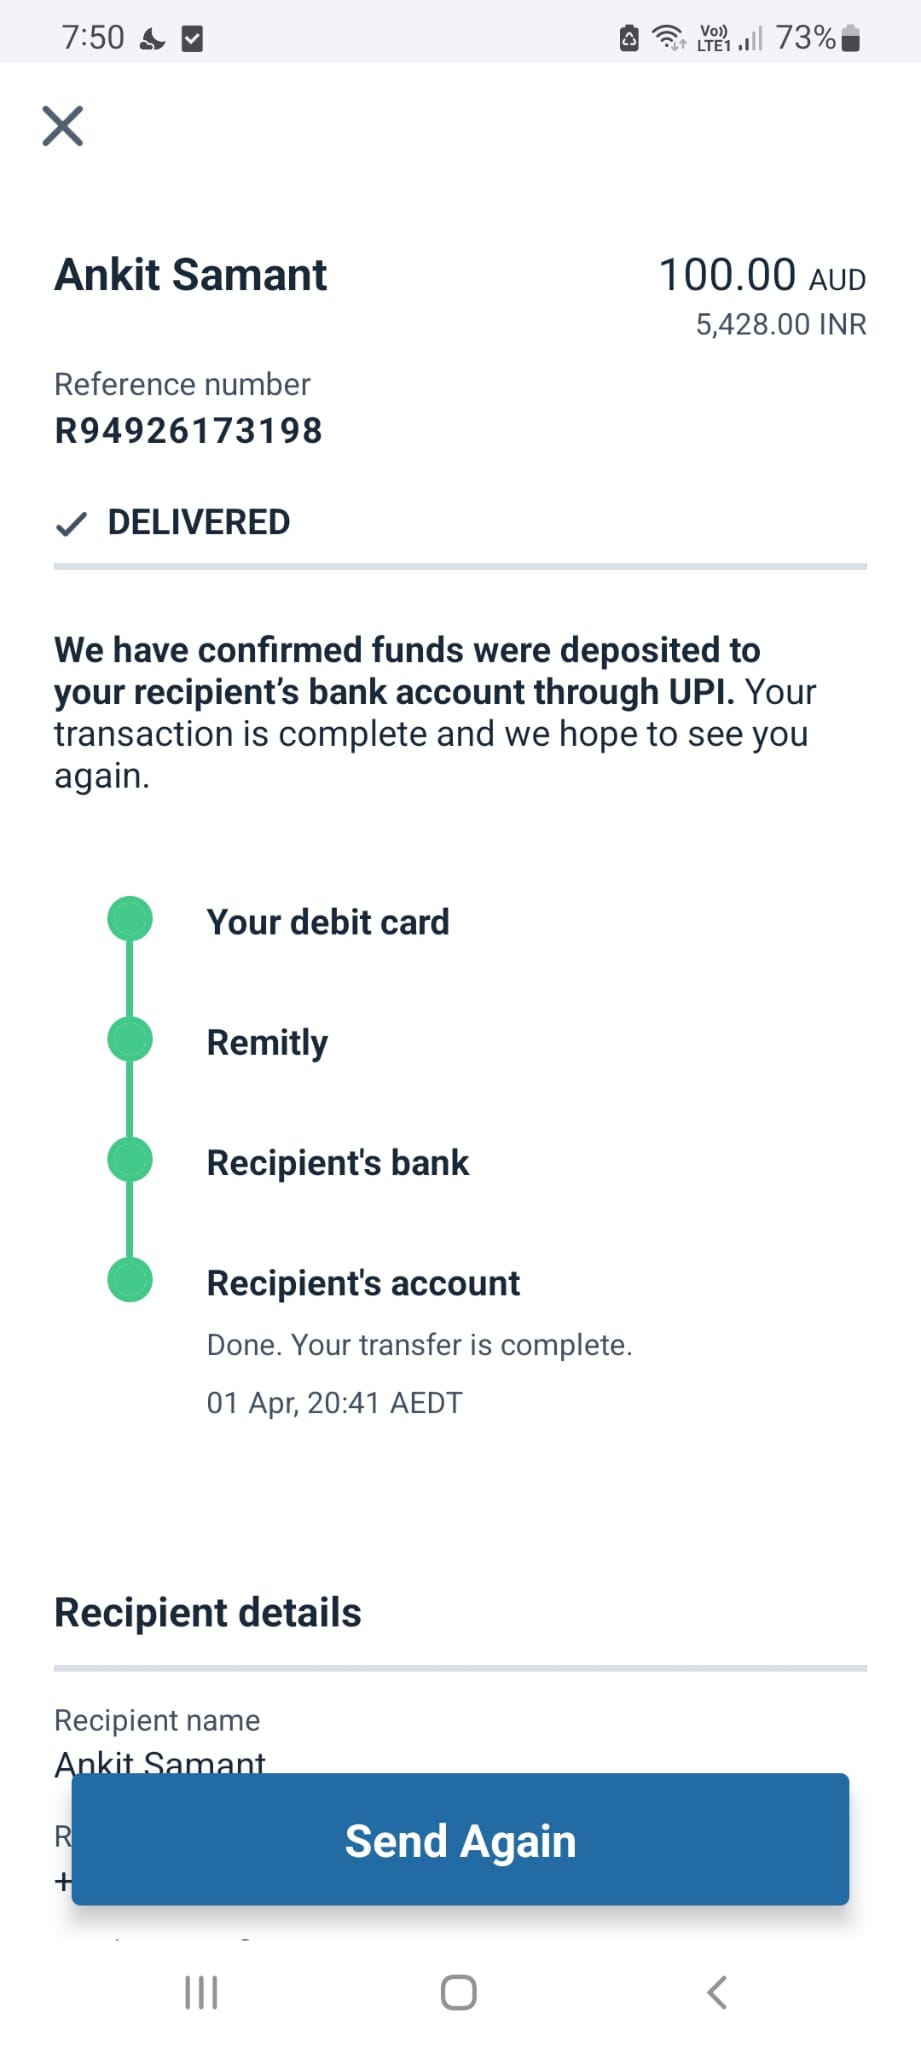 7:50
Vo)) LTE1 73%
Ankit Samant
100.00 AUD
5,428.00 INR
Reference number
R94926173198
DELIVERED
We have confirmed funds were deposited to
your recipient’s bank account through UPI. Your
transaction is complete and we hope to see you
again.
Your debit card
Remitly
Recipient's bank
Recipient's account
Done. Your transfer is complete.
01 Apr, 20:41 AEDT
Recipient details
Recipient name
Ankit Samant
R
+
Send Again